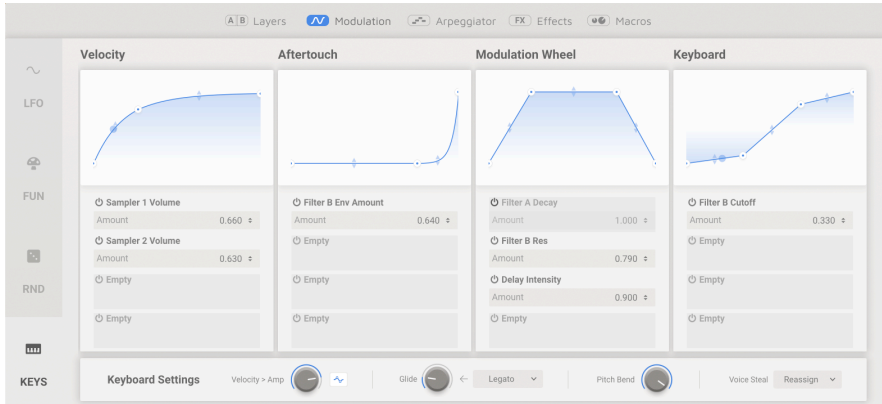 A B Layers Modulation Arpeggiator FX Effects Macros
Velocity Aftertouch Modulation Wheel Keyboard
LFO
FUN
RND
KEYS
Sampler 1 Volume Filter B Env Amount Filter A Decay Filter B Cutoff
Amount 0.660 Amount 0.640 Amount 1.000 Amount 0.330
Sampler 2 Volume Empty Filter B Res Empty
Amount 0.630 Amount 0.790
Empty Empty Delay Intensity Empty
Amount 0.900
Empty Empty Empty Empty
Keyboard Settings Velocity > Amp Glide Legato Pitch Bend Voice Steal Reassign